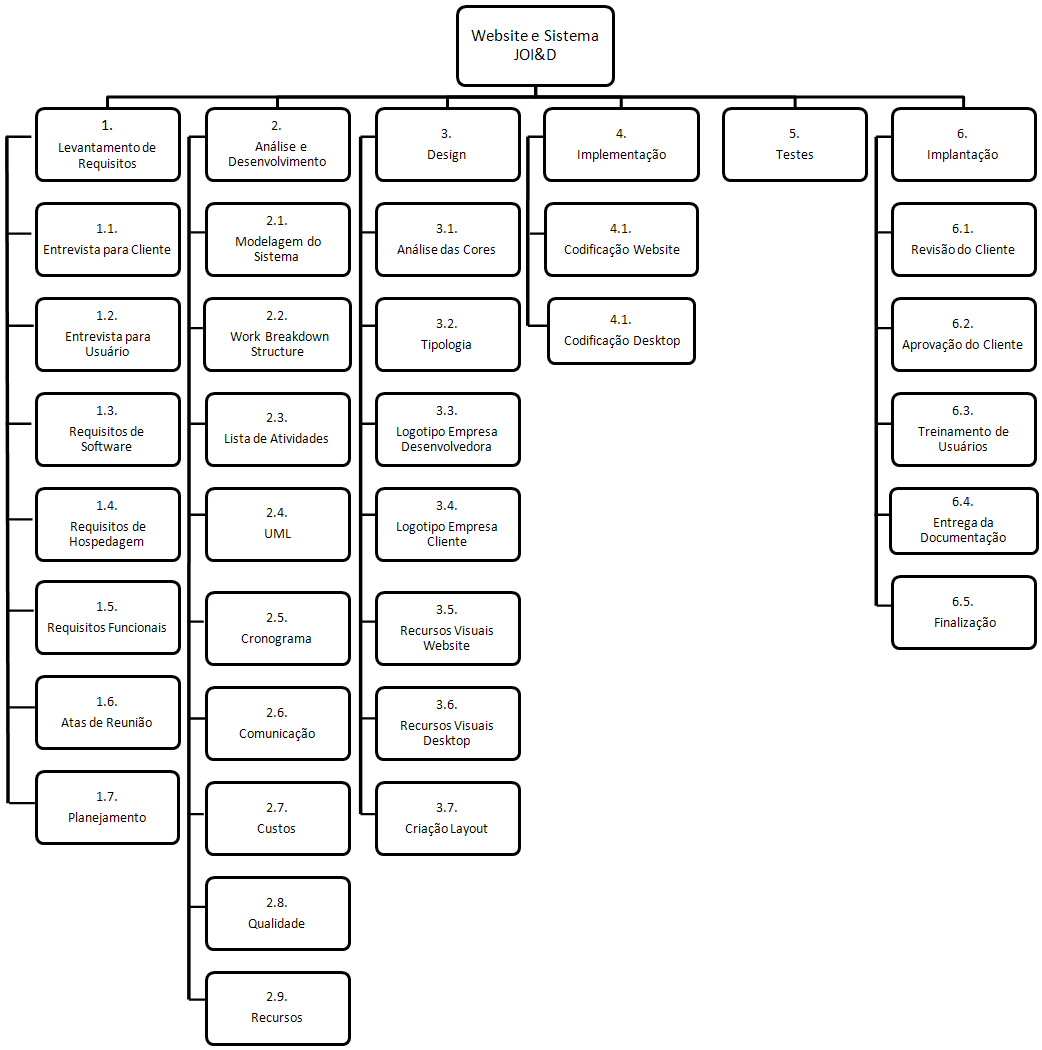 Website e Sistema
JOI&D
1.
Levantamento de
Requisitos
1.1.
Entrevista para Cliente
1.2.
Entrevista para
Usuário
1.3.
Requisitos de
Software
1.4.
Requisitos de
Hospedagem
1.5.
Requisitos Funcionais
1.6.
Atas de Reunião
1.7.
Planejamento
2.
Análise e
Desenvolvimento
2.1.
Modelagem do
Sistema
2.2.
Work Breakdown
Structure
2.3.
Lista de Atividades
2.4.
UML
2.5.
Cronograma
2.6.
Comunicação
2.7.
Custos
2.8.
Qualidade
2.9.
Recursos
3.
Design
3.1.
Análise das Cores
3.2.
Tipologia
3.3.
Logotipo Empresa
Desenvolvedora
3.4.
Logotipo Empresa
Cliente
3.5.
Recursos Visuais
Website
3.6.
Recursos Visuais
Desktop
3.7.
Criação Layout
4.
Implementação
4.1.
Codificação Website
4.1.
Codificação Desktop
5.
Testes
6.
Implantação
6.1.
Revisão do Cliente
6.2.
Aprovação do Cliente
6.3.
Treinamento de
Usuários
6.4.
Entrega da
Documentação
6.5.
Finalização